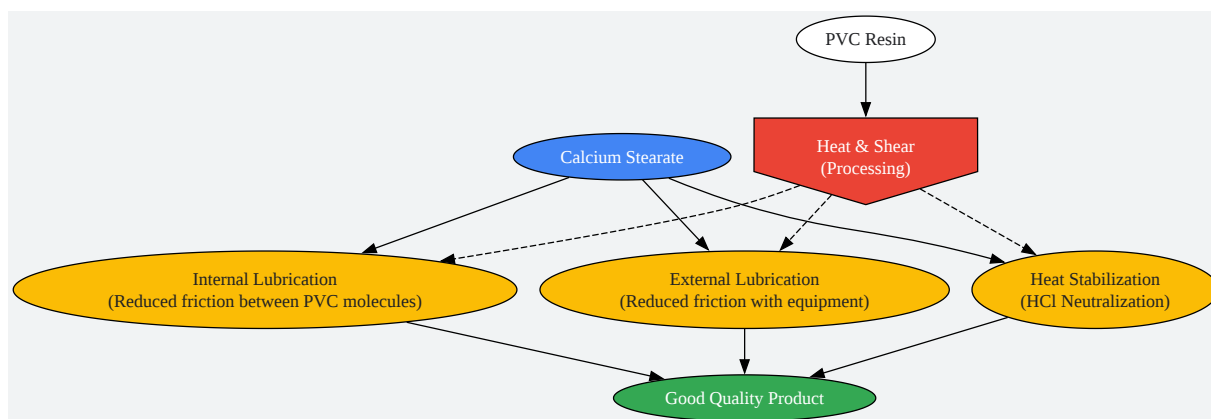 PVC Resin
Calcium Stearate
Heat & Shear
(Processing)
Internal Lubrication
(Reduced friction between PVC molecules)
External Lubrication
(Reduced friction with equipment)
Heat Stabilization
(HCl Neutralization)
Good Quality Product